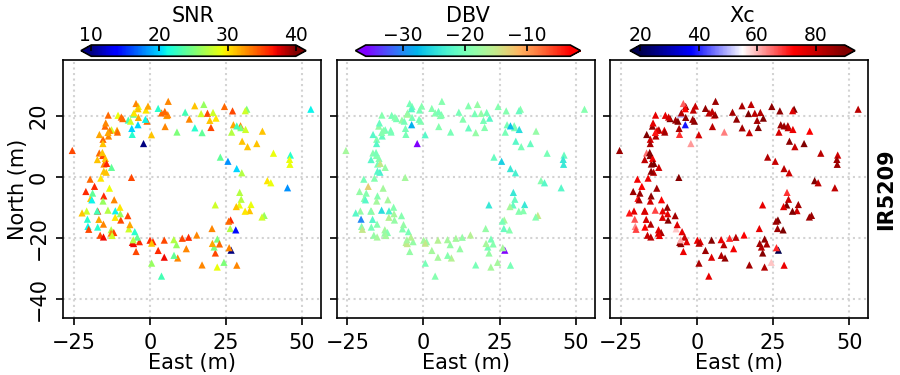 SNR DBV Xc
10 20 30 40 −30 −20 −10 20 40 60 80
20
0
−20
−40
North (m)
IR5209
−25 0 25 50 −25 0 25 50 −25 0 25 50
East (m) East (m) East (m)